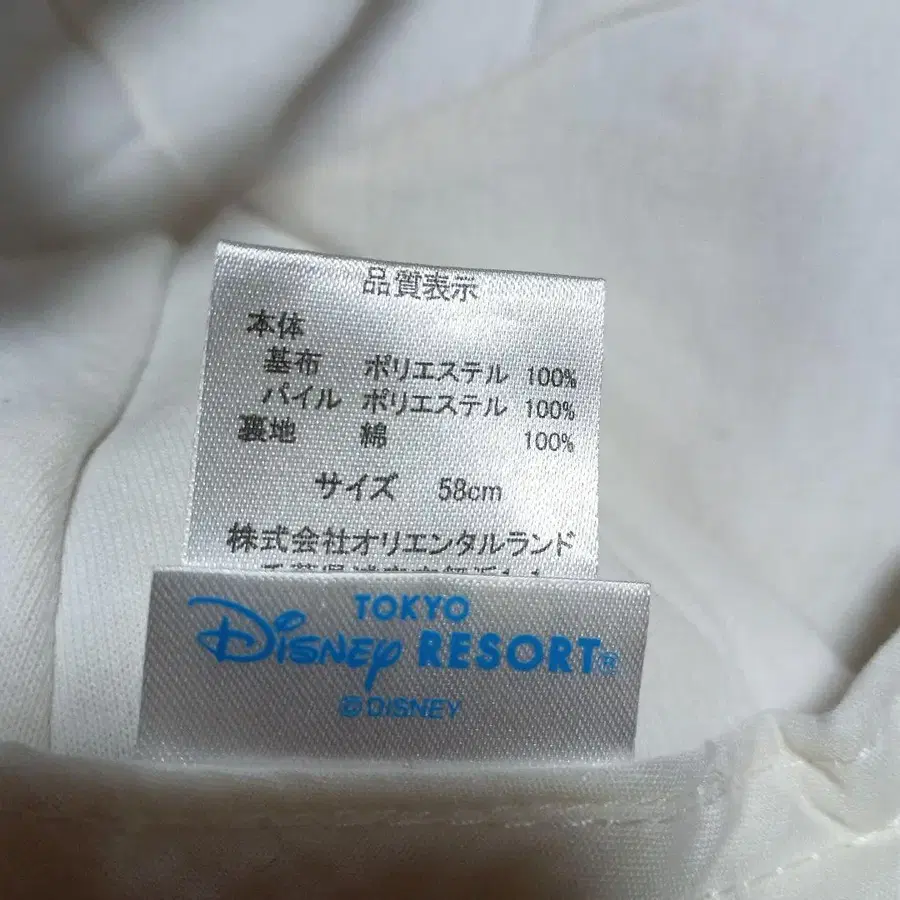 品質表示
本体
基布 ポリエステル 100%
パイル ポリエステル 100%
裏地 綿 100%
サイズ 58cm
株式会社オリエンタルランド
TOKYO
Disney RESORT®
©DISNEY